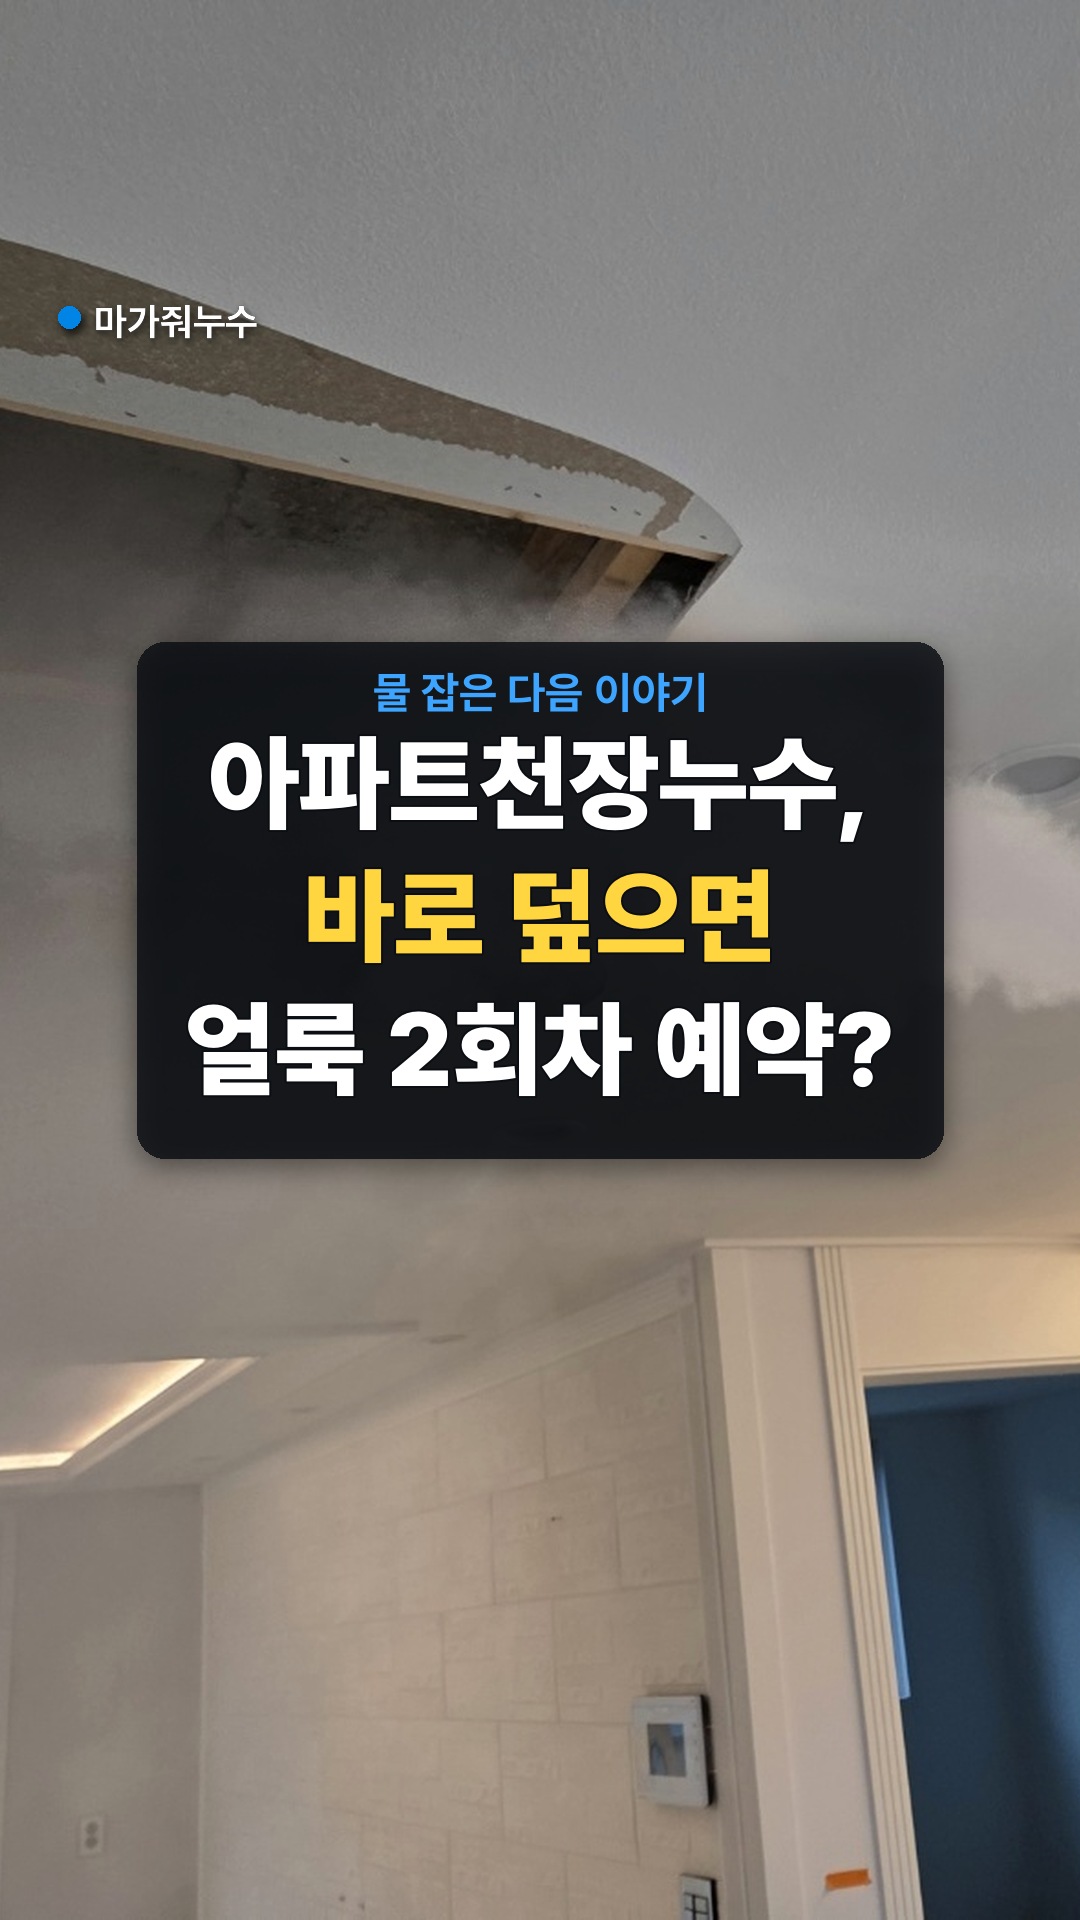 마가줘누수
물 잡은 다음 이야기
아파트천장누수,
바로 덮으면
얼룩 2회차 예약?